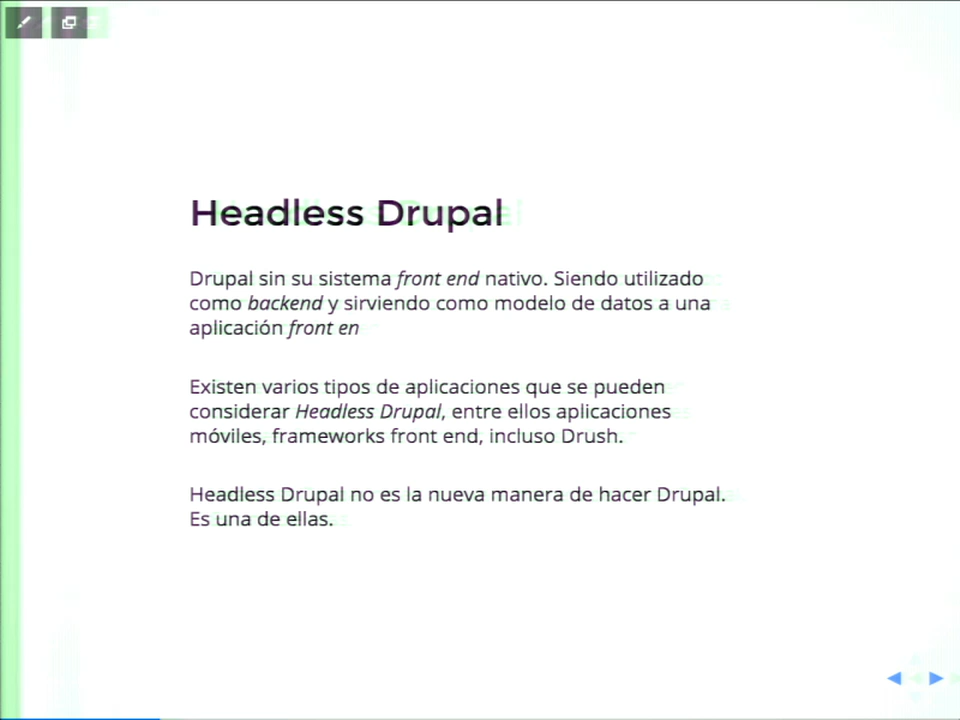 Headless Drupal
Drupal sin su sistema front end nativo. Siendo utilizado
como backend y sirviendo como modelo de datos a una
aplicación front en
Existen varios tipos de aplicaciones que se pueden
considerar Headless Drupal, entre ellos aplicaciones
móviles, frameworks front end, incluso Drush.
Headless Drupal no es la nueva manera de hacer Drupal.
Es una de ellas.